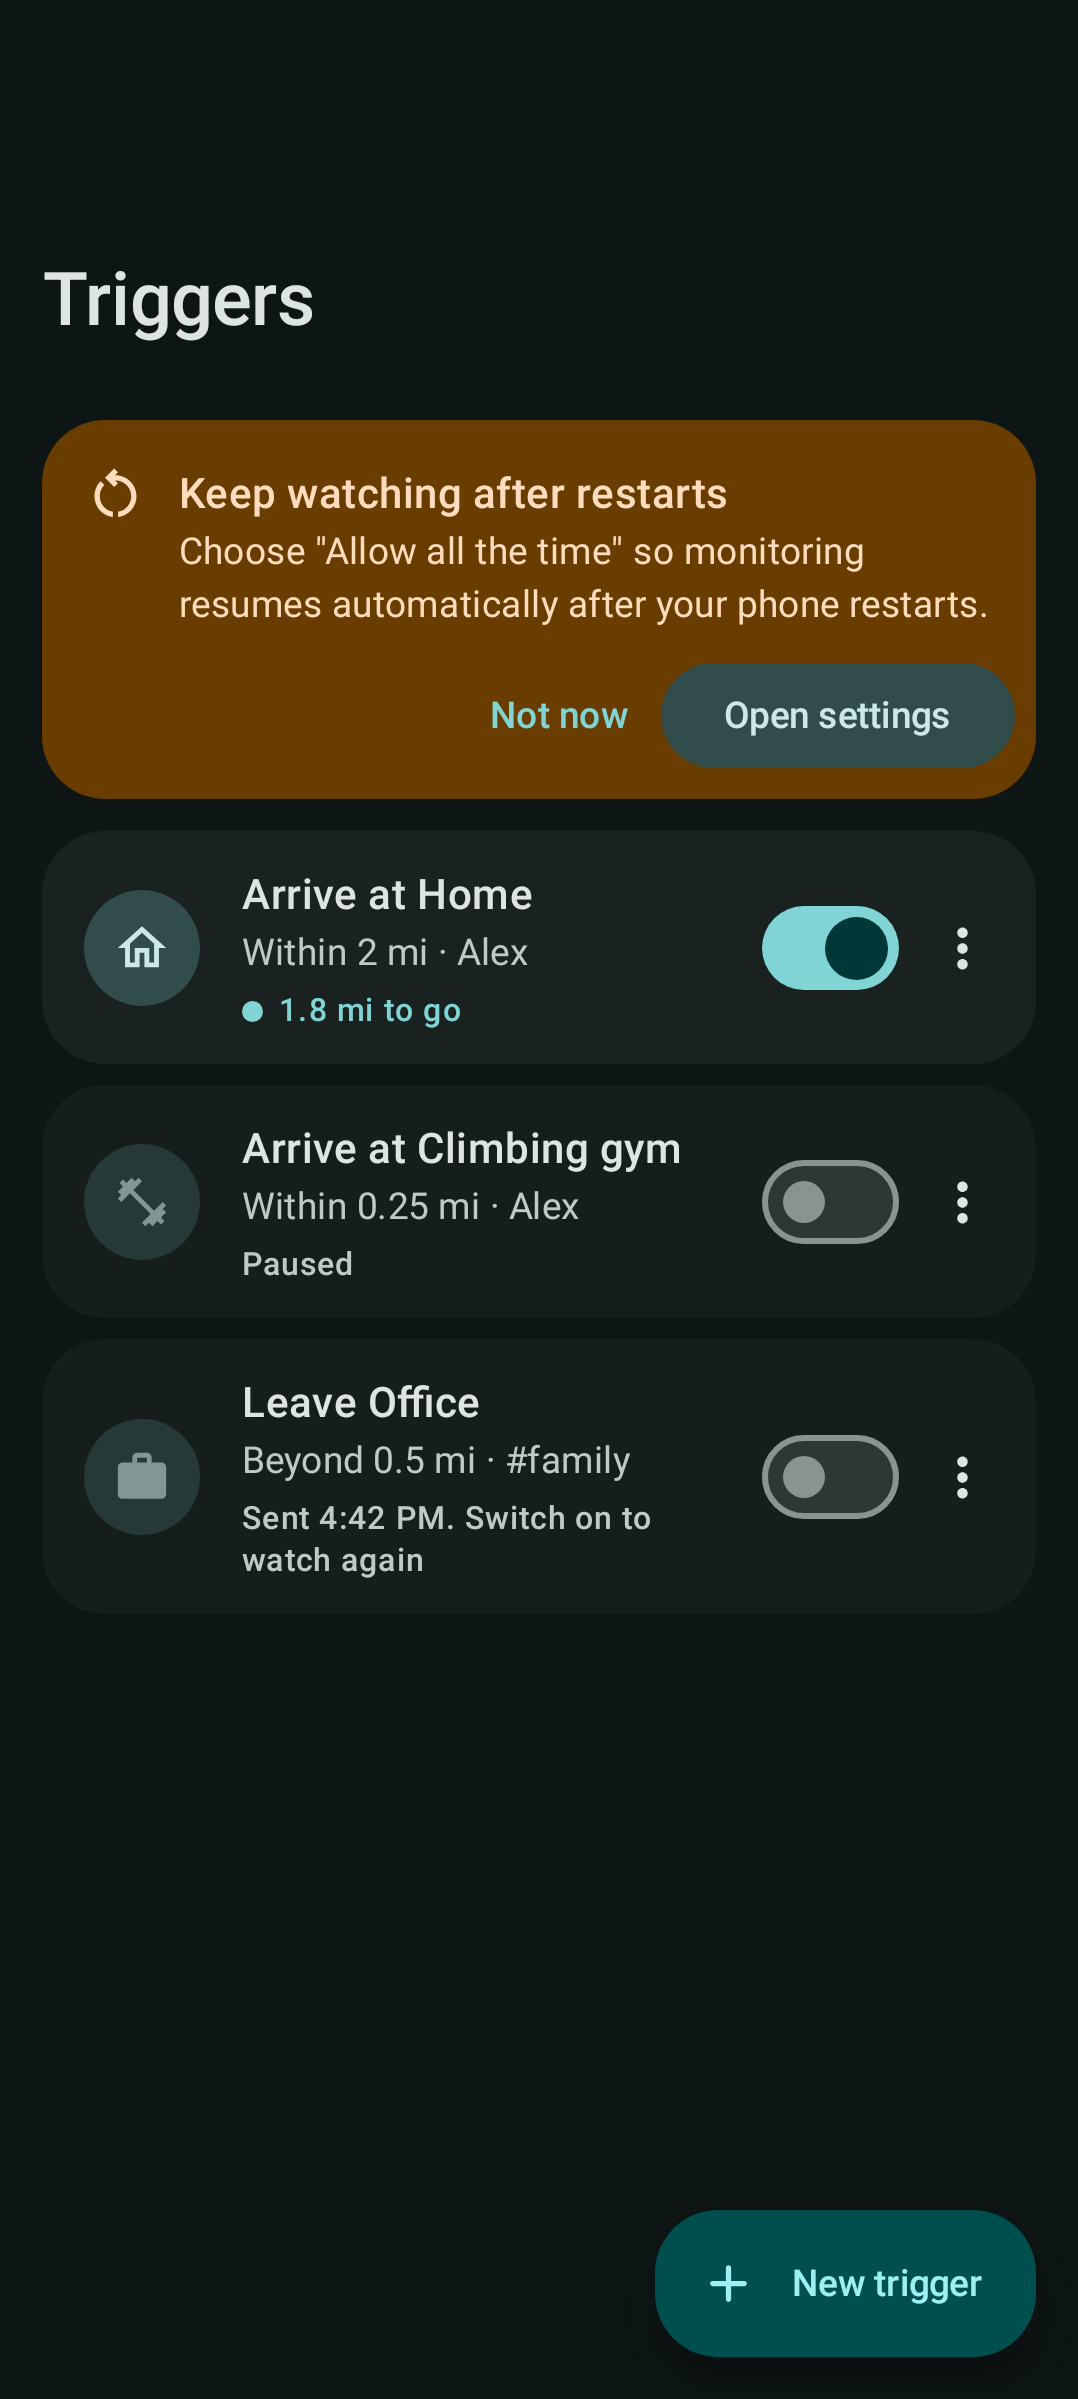 Triggers
Keep watching after restarts
Choose "Allow all the time" so monitoring
resumes automatically after your phone restarts.
Not now
Open settings
Arrive at Home
Within 2 mi · Alex
1.8 mi to go
Arrive at Climbing gym
Within 0.25 mi · Alex
Paused
Leave Office
Beyond 0.5 mi · #family
Sent 4:42 PM. Switch on to
watch again
New trigger